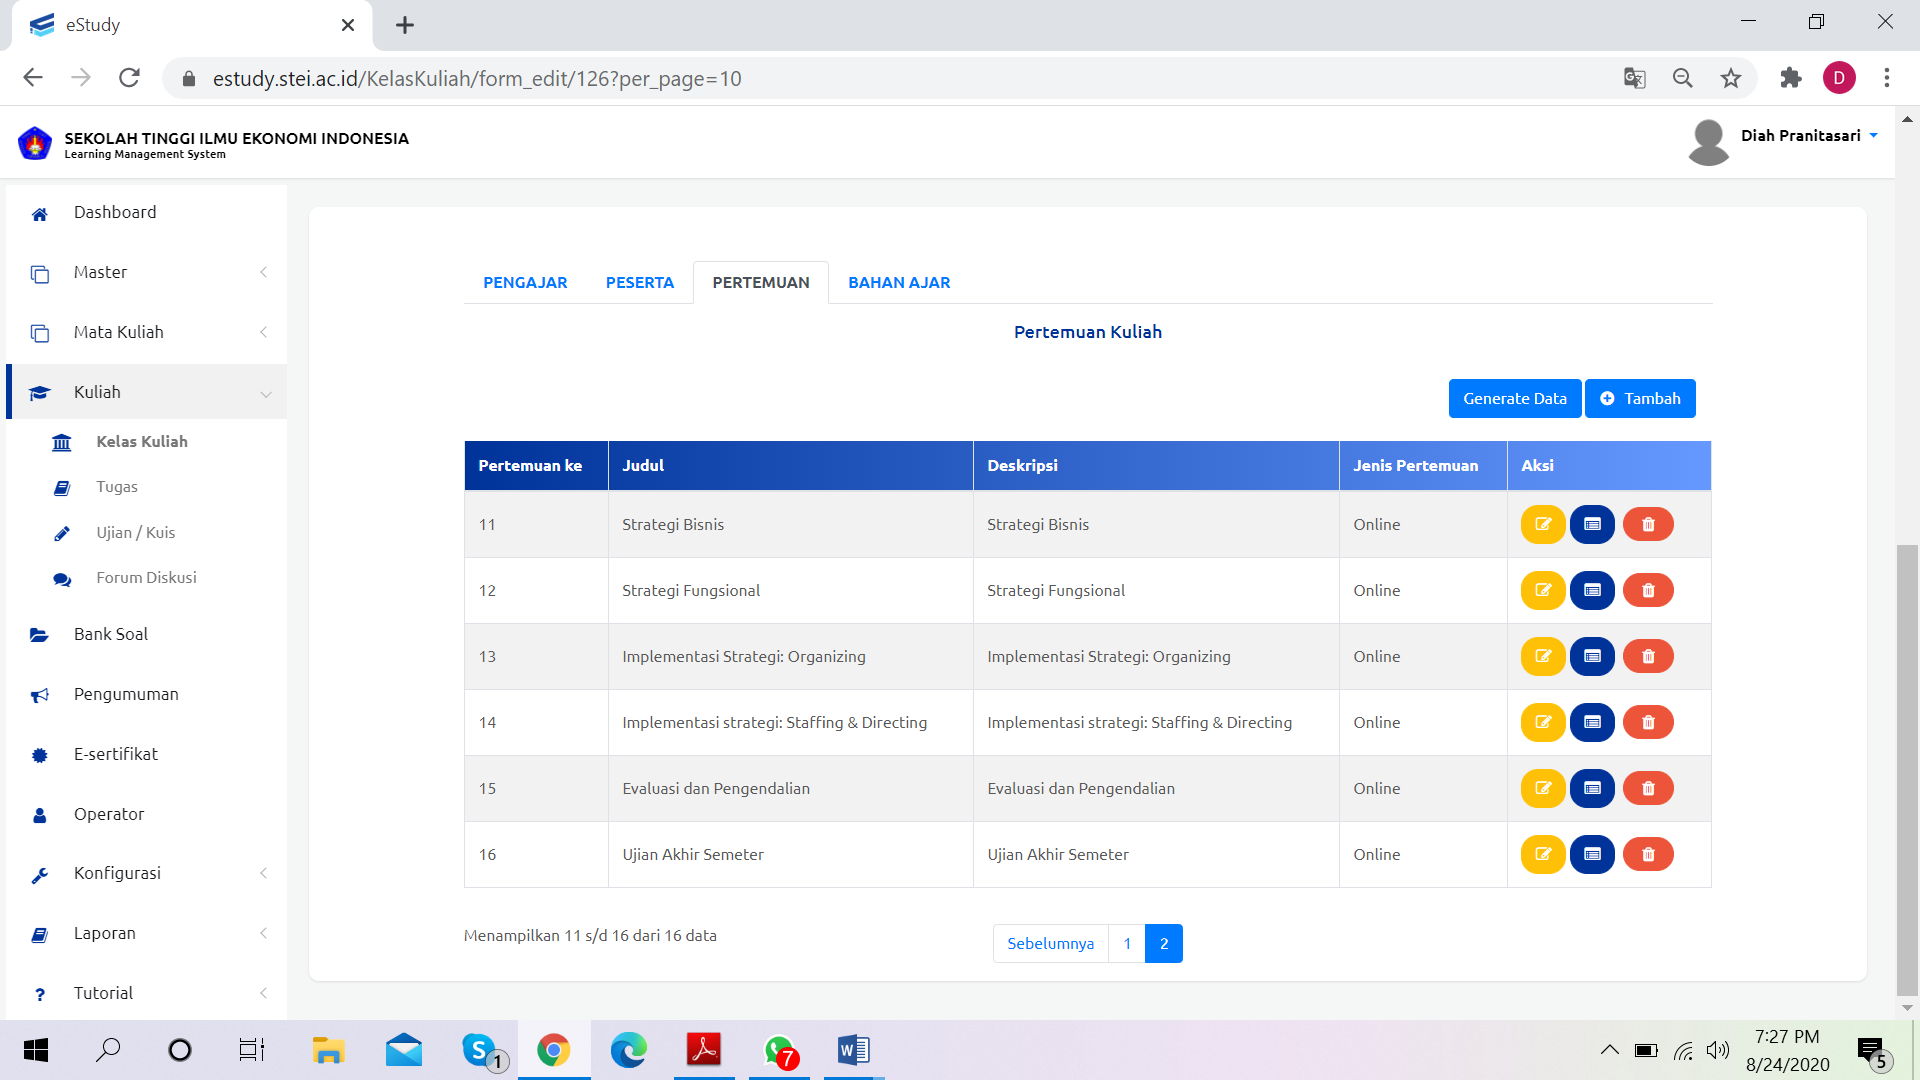 eStudy
estudy.stei.ac.id/KelasKuliah/form_edit/126?per_page=10
D
SEKOLAH TINGGI ILMU EKONOMI INDONESIA
Learning Management System
Diah Pranitasari
Dashboard
Master
Mata Kuliah
Kuliah
Kelas Kuliah
Tugas
Ujian / Kuis
Forum Diskusi
Bank Soal
Pengumuman
E-sertifikat
Operator
Konfigurasi
Laporan
? Tutorial
PENGAJAR PESERTA PERTEMUAN BAHAN AJAR
Pertemuan Kuliah
Generate Data Tambah
Pertemuan ke Judul Deskripsi Jenis Pertemuan Aksi
11 Strategi Bisnis Strategi Bisnis Online
12 Strategi Fungsional Strategi Fungsional Online
13 Implementasi Strategi: Organizing Implementasi Strategi: Organizing Online
14 Implementasi strategi: Staffing & Directing Implementasi strategi: Staffing & Directing Online
15 Evaluasi dan Pengendalian Evaluasi dan Pengendalian Online
16 Ujian Akhir Semeter Ujian Akhir Semeter Online
Menampilkan 11 s/d 16 dari 16 data
Sebelumnya 1 2
S 1
7
W
7:27 PM
8/24/2020
5